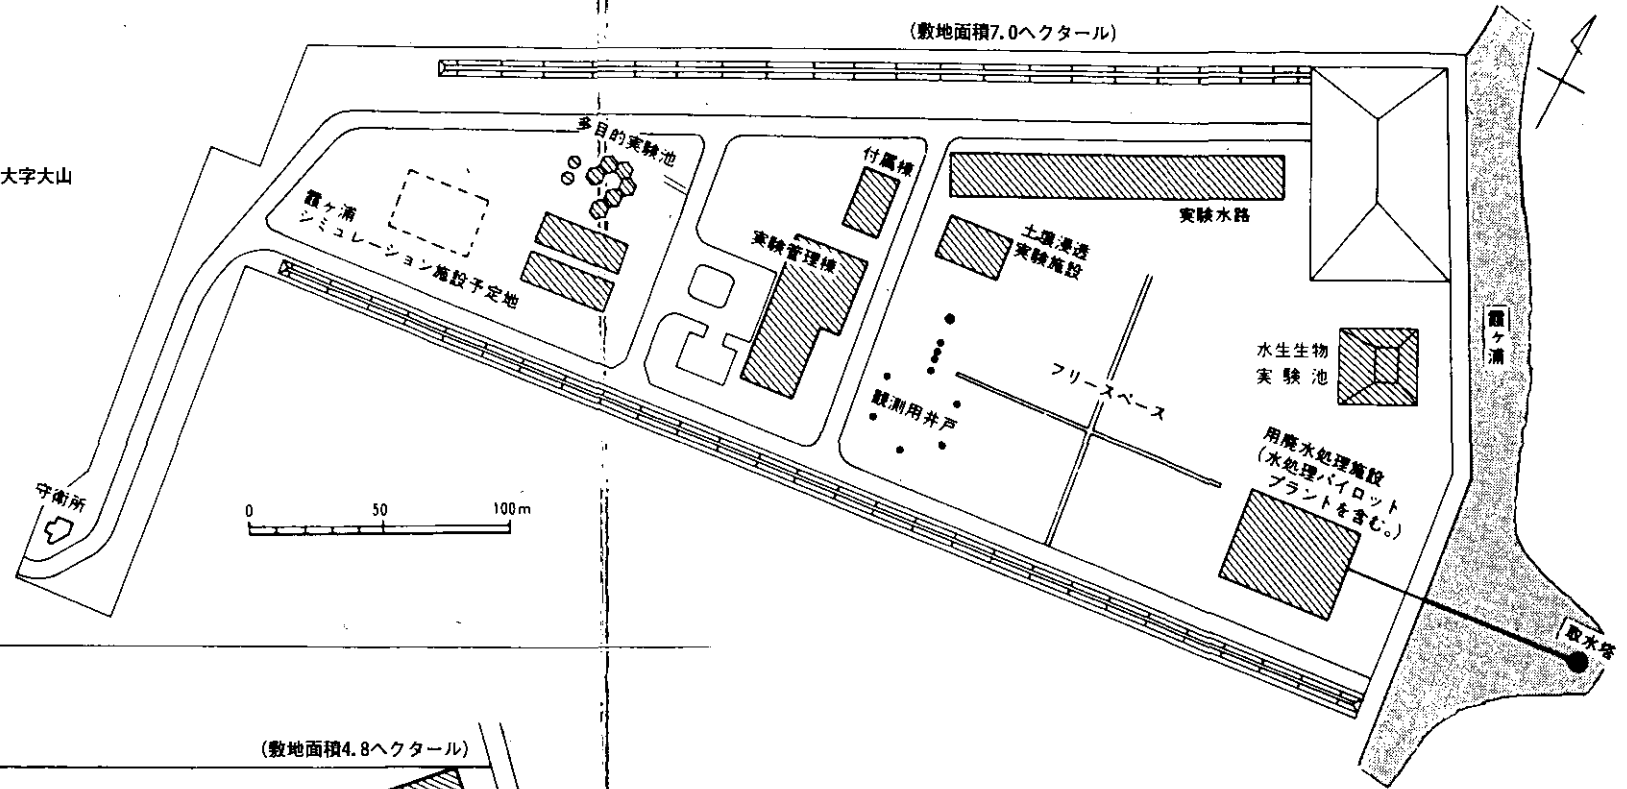 (敷地面積7.0ヘクタール)
大字大山
多目的実験池
付属棟
霞ヶ浦
シミュレーション施設予定地
実験管理棟
実験水路
土壌浸透
実験施設
霞ヶ浦
水生生物
実験池
フリースペース
観測用井戸
用廃水処理施設
(水処理パイロット
プラントを含む。)
守衛所
0 50 100m
取水塔
(敷地面積4.8ヘクタール)